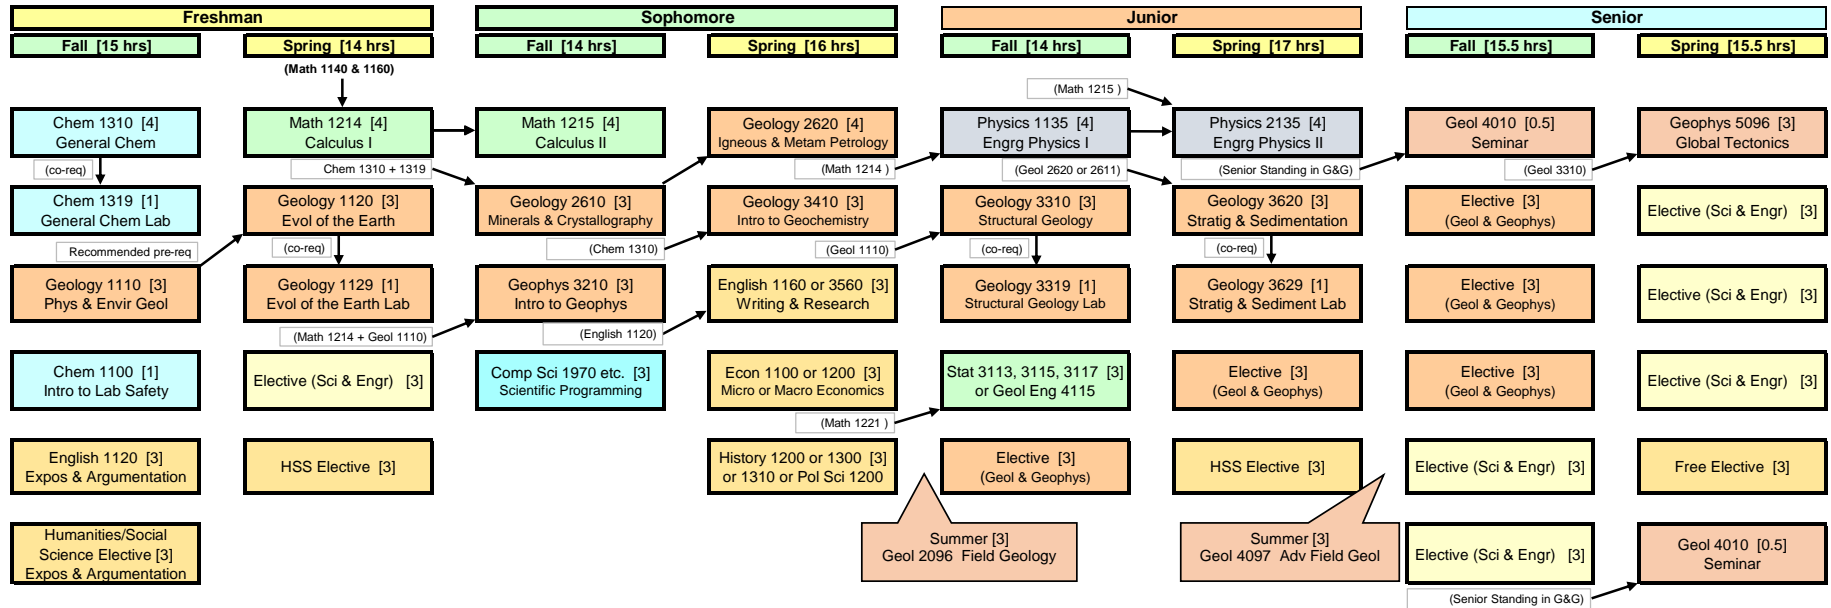 Freshman
Sophomore
Junior
Senior
Fall [15 hrs]
Spring [14 hrs]
Fall [14 hrs]
Spring [16 hrs]
Fall [14 hrs]
Spring [17 hrs]
Fall [15.5 hrs]
Spring [15.5 hrs]
(Math 1140 & 1160)
(Math 1215 )
Chem 1310 [4]
General Chem
Math 1214 [4]
Calculus I
Math 1215 [4]
Calculus II
Geology 2620 [4]
Igneous & Metam Petrology
Physics 1135 [4]
Engrg Physics I
Physics 2135 [4]
Engrg Physics II
Geol 4010 [0.5]
Seminar
Geophys 5096 [3]
Global Tectonics
(co-req)
Chem 1310 + 1319
(Math 1214 )
(Geol 2620 or 2611)
(Senior Standing in G&G)
(Geol 3310)
Chem 1319 [1]
General Chem Lab
Geology 1120 [3]
Evol of the Earth
Geology 2610 [3]
Minerals & Crystallography
Geology 3410 [3]
Intro to Geochemistry
Geology 3310 [3]
Structural Geology
Geology 3620 [3]
Stratig & Sedimentation
Elective [3]
(Geol & Geophys)
Elective (Sci & Engr) [3]
Recommended pre-req
(co-req)
(Chem 1310)
(Geol 1110)
(co-req)
(co-req)
Geology 1110 [3]
Phys & Envir Geol
Geology 1129 [1]
Evol of the Earth Lab
Geophys 3210 [3]
Intro to Geophys
English 1160 or 3560 [3]
Writing & Research
Geology 3319 [1]
Structural Geology Lab
Geology 3629 [1]
Stratig & Sediment Lab
Elective [3]
(Geol & Geophys)
Elective (Sci & Engr) [3]
(Math 1214 + Geol 1110)
(English 1120)
Chem 1100 [1]
Intro to Lab Safety
Elective (Sci & Engr) [3]
Comp Sci 1970 etc. [3]
Scientific Programming
Econ 1100 or 1200 [3]
Micro or Macro Economics
Stat 3113, 3115, 3117 [3]
or Geol Eng 4115
Elective [3]
(Geol & Geophys)
Elective [3]
(Geol & Geophys)
Elective (Sci & Engr) [3]
(Math 1221 )
English 1120 [3]
Expos & Argumentation
HSS Elective [3]
History 1200 or 1300 [3]
or 1310 or Pol Sci 1200
Elective [3]
(Geol & Geophys)
HSS Elective [3]
Elective (Sci & Engr) [3]
Free Elective [3]
Humanities/Social
Science Elective [3]
Expos & Argumentation
Summer [3]
Geol 2096 Field Geology
Summer [3]
Geol 4097 Adv Field Geol
Elective (Sci & Engr) [3]
Geol 4010 [0.5]
Seminar
(Senior Standing in G&G)